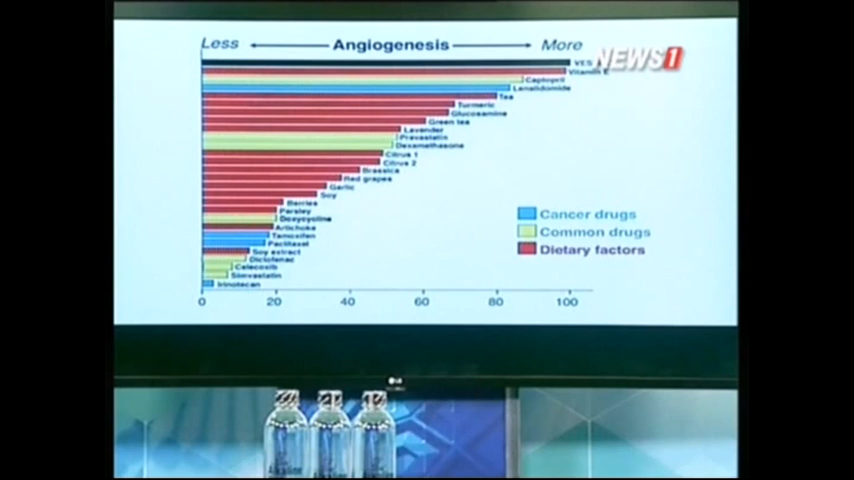 Less
Angiogenesis
More
NEWS1
Vitamin E
Captopril
Lenalidomide
Tea
Turmeric
Glucosamine
Green tea
Lavender
Pravastatin
Dexamethasone
Citrus 1
Citrus 2
Brassica
Red grapes
Garlic
Soy
Berries
Parsley
Doxycycline
Artichoke
Tamoxifen
Paclitaxel
Soy extract
Diclofenac
Celecoxib
Simvastatin
Irinotecan
Cancer drugs
Common drugs
Dietary factors
0 20 40 60 80 100
LG